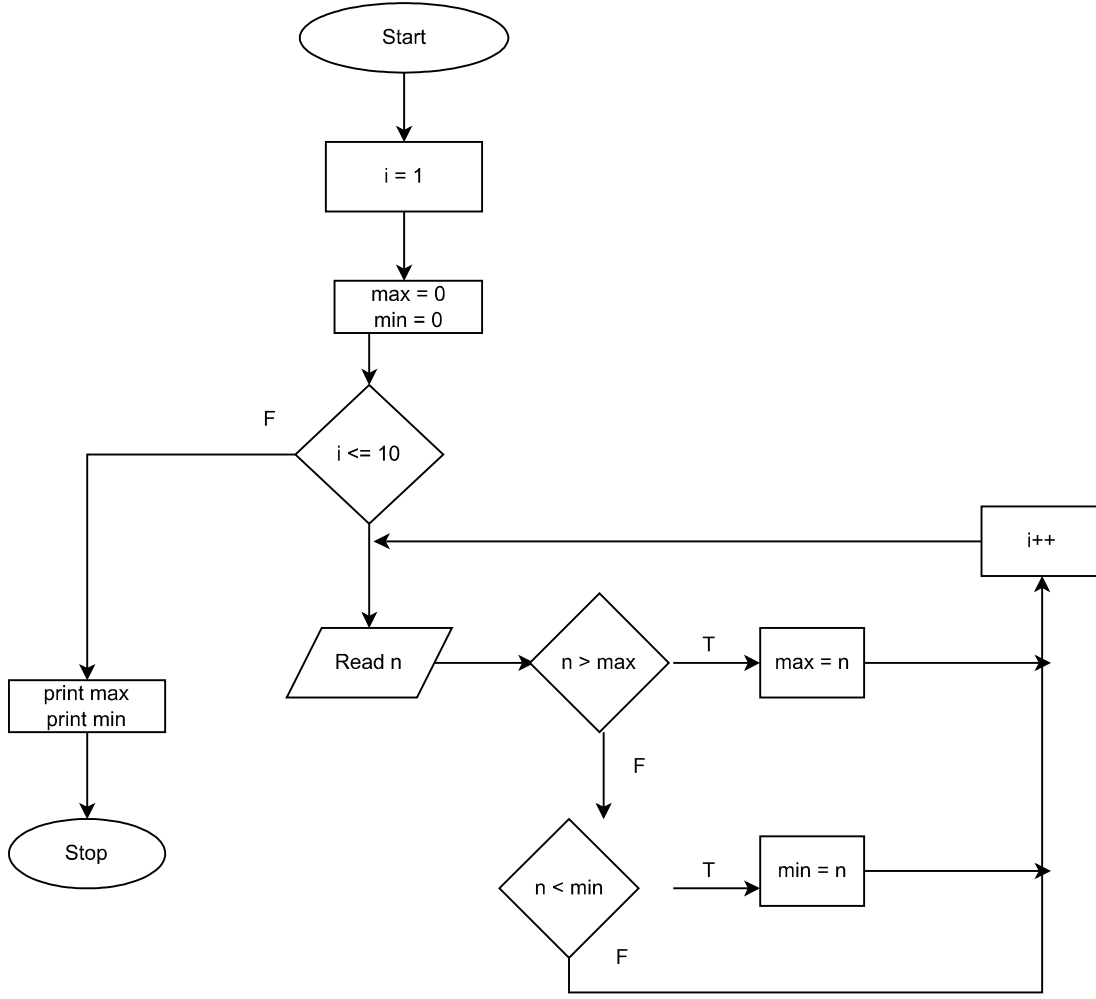 Start
i = 1
max = 0
min = 0
F
i <= 10
i++
Read n
n > max
T
max = n
print max
print min
F
Stop
n < min
T
min = n
F